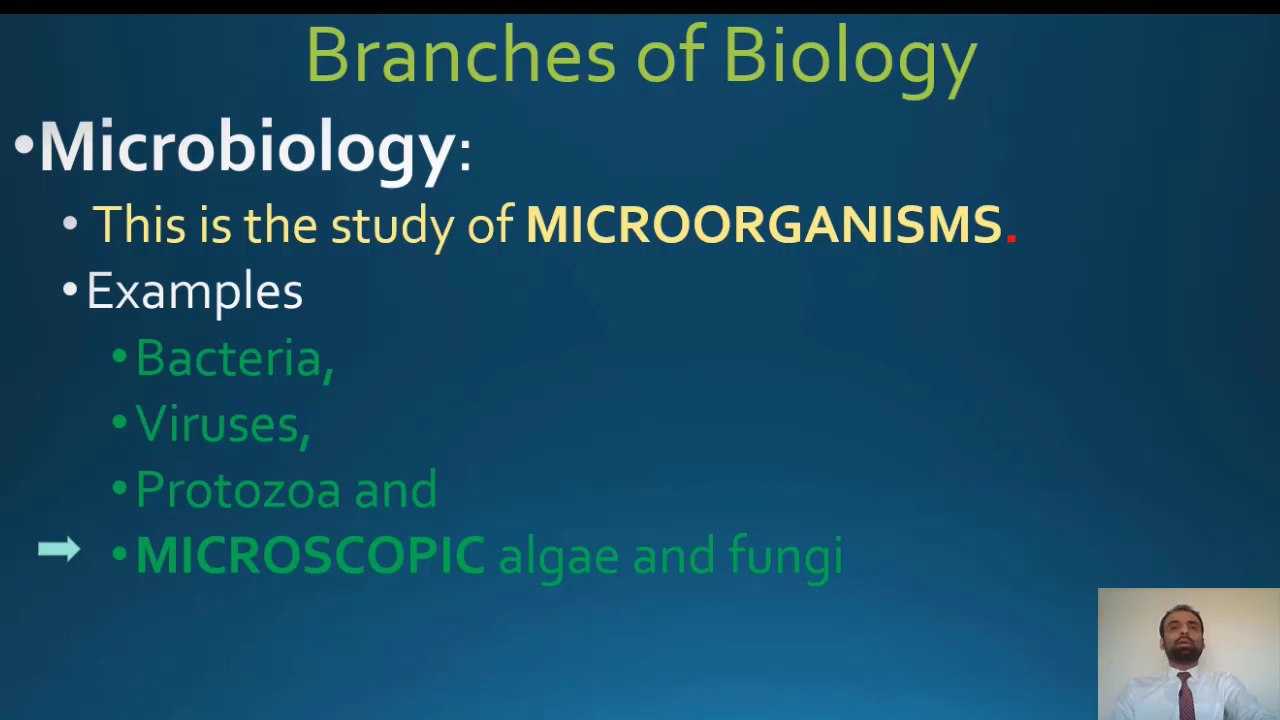 Branches of Biology
•Microbiology:
• This is the study of MICROORGANISMS.
•Examples
•Bacteria,
•Viruses,
•Protozoa and
•MICROSCOPIC algae and fungi